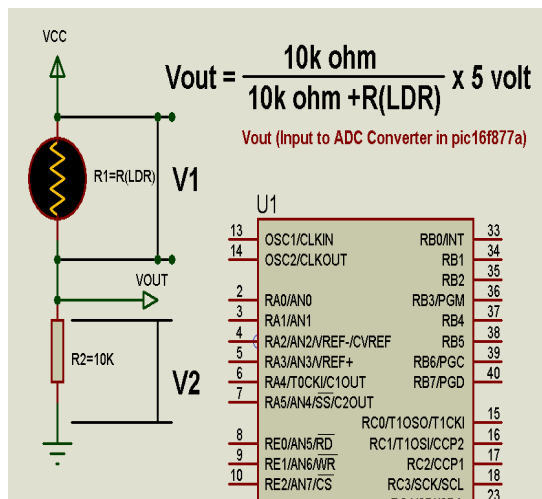 VCC
Vout = 10k ohm / 10k ohm +R(LDR) x 5 volt
Vout (Input to ADC Converter in pic16f877a)
R1=R(LDR)
V1
VOUT
R2=10K
V2
U1
13 OSC1/CLKIN
14 OSC2/CLKOUT
2 RA0/AN0
3 RA1/AN1
4 RA2/AN2/VREF-/CVREF
5 RA3/AN3/VREF+
6 RA4/T0CKI/C1OUT
7 RA5/AN4/SS/C2OUT
8 RE0/AN5/RD
9 RE1/AN6/WR
10 RE2/AN7/CS
RB0/INT 33
RB1 34
RB2 35
RB3/PGM 36
RB4 37
RB5 38
RB6/PGC 39
RB7/PGD 40
RC0/T1OSO/T1CKI 15
RC1/T1OSI/CCP2 16
RC2/CCP1 17
RC3/SCK/SCL 18
23